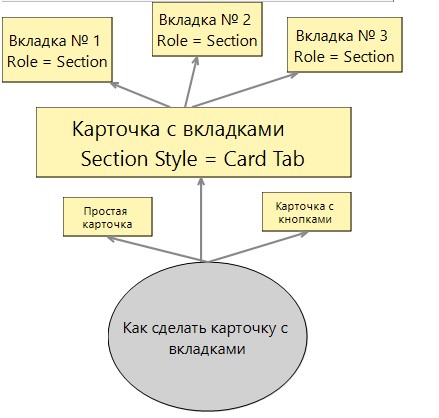 Вкладка № 1
Role = Section
Вкладка № 2
Role = Section
Вкладка № 3
Role = Section
Карточка с вкладками
Section Style = Card Tab
Простая
карточка
Карточка с
кнопками
Как сделать карточку с
вкладками